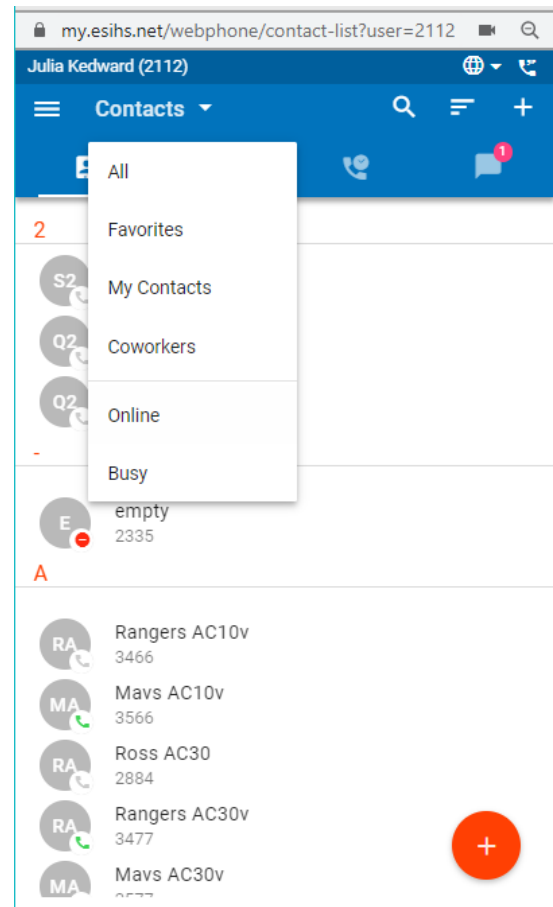 my.esihs.net/webphone/contact-list?user=2112
Julia Kedward (2112)
Contacts
1
All
Favorites
My Contacts
Coworkers
Online
Busy
2
S2
Q2
Q2
-
E
empty
2335
A
RA
Rangers AC10v
3466
MA
Mavs AC10v
3566
RA
Ross AC30
2884
RA
Rangers AC30v
3477
+
MA
Mavs AC30v